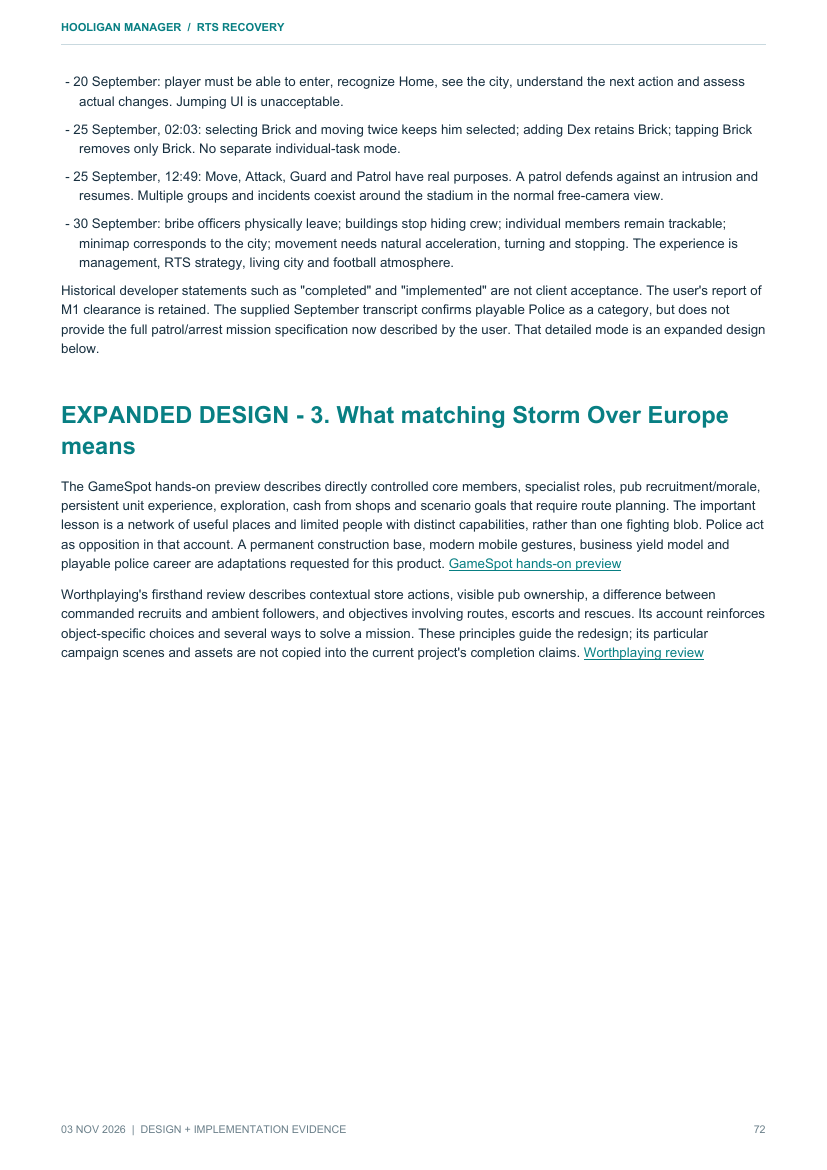 HOOLIGAN MANAGER / RTS RECOVERY
- 20 September: player must be able to enter, recognize Home, see the city, understand the next action and assess
actual changes. Jumping UI is unacceptable.
- 25 September, 02:03: selecting Brick and moving twice keeps him selected; adding Dex retains Brick; tapping Brick
removes only Brick. No separate individual-task mode.
- 25 September, 12:49: Move, Attack, Guard and Patrol have real purposes. A patrol defends against an intrusion and
resumes. Multiple groups and incidents coexist around the stadium in the normal free-camera view.
- 30 September: bribe officers physically leave; buildings stop hiding crew; individual members remain trackable;
minimap corresponds to the city; movement needs natural acceleration, turning and stopping. The experience is
management, RTS strategy, living city and football atmosphere.
Historical developer statements such as "completed" and "implemented" are not client acceptance. The user's report of
M1 clearance is retained. The supplied September transcript confirms playable Police as a category, but does not
provide the full patrol/arrest mission specification now described by the user. That detailed mode is an expanded design
below.
EXPANDED DESIGN - 3. What matching Storm Over Europe
means
The GameSpot hands-on preview describes directly controlled core members, specialist roles, pub recruitment/morale,
persistent unit experience, exploration, cash from shops and scenario goals that require route planning. The important
lesson is a network of useful places and limited people with distinct capabilities, rather than one fighting blob. Police act
as opposition in that account. A permanent construction base, modern mobile gestures, business yield model and
playable police career are adaptations requested for this product. GameSpot hands-on preview
Worthplaying's firsthand review describes contextual store actions, visible pub ownership, a difference between
commanded recruits and ambient followers, and objectives involving routes, escorts and rescues. Its account reinforces
object-specific choices and several ways to solve a mission. These principles guide the redesign; its particular
campaign scenes and assets are not copied into the current project's completion claims. Worthplaying review
03 NOV 2026 | DESIGN + IMPLEMENTATION EVIDENCE
72